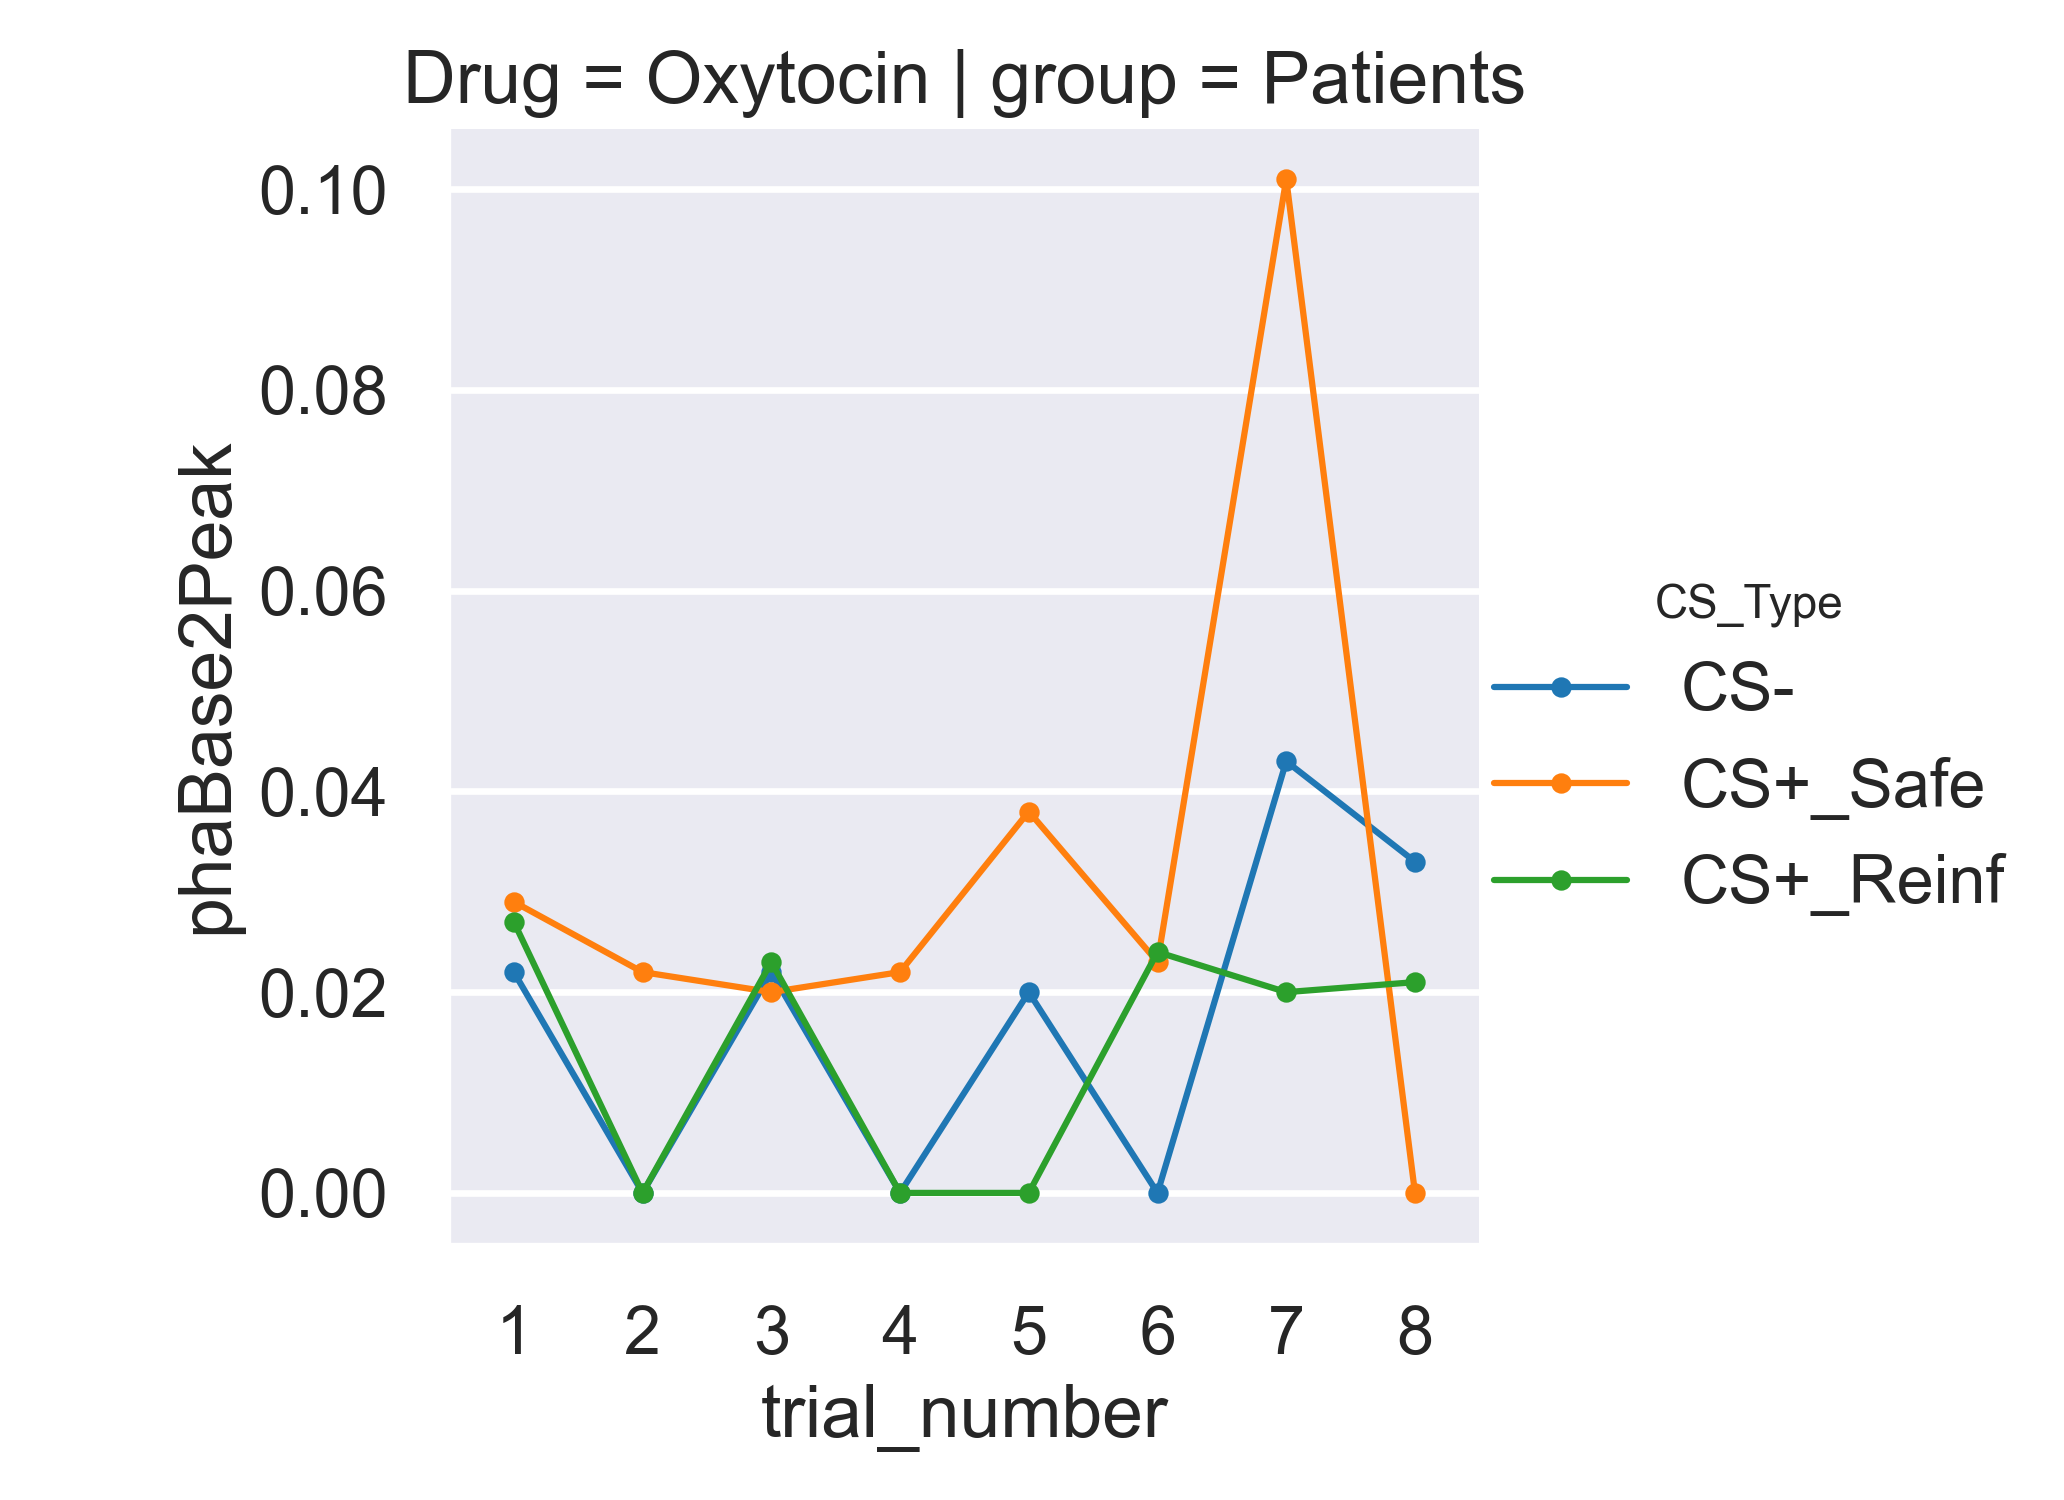 Drug = Oxytocin | group = Patients
0.10
0.08
0.06
0.04
0.02
0.00
phaBase2Peak
1 2 3 4 5 6 7 8
trial_number
CS_Type
CS-
CS+_Safe
CS+_Reinf